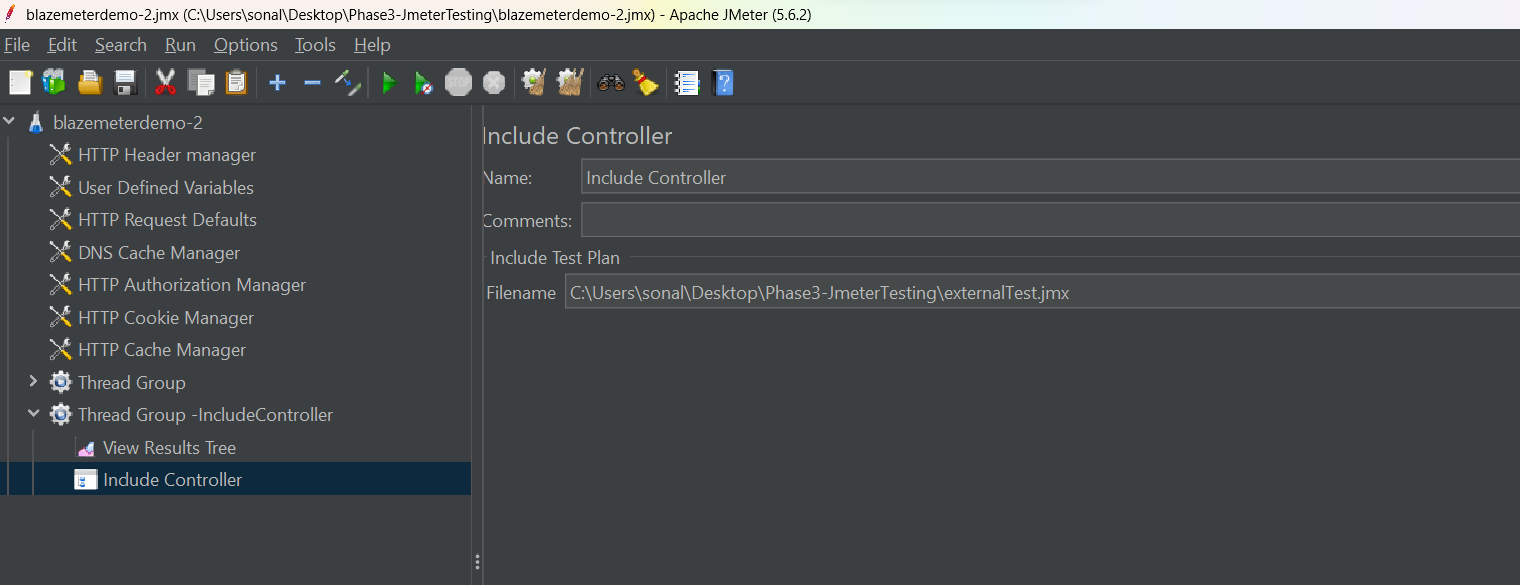 blazemeterdemo-2.jmx (C:\Users\sonal\Desktop\Phase3-JmeterTesting\blazemeterdemo-2.jmx) - Apache JMeter (5.6.2)
File Edit Search Run Options Tools Help
STOP
blazemeterdemo-2
HTTP Header manager
User Defined Variables
HTTP Request Defaults
DNS Cache Manager
HTTP Authorization Manager
HTTP Cookie Manager
HTTP Cache Manager
Thread Group
Thread Group -IncludeController
View Results Tree
Include Controller
Include Controller
Name: Include Controller
Comments:
Include Test Plan
Filename C:\Users\sonal\Desktop\Phase3-JmeterTesting\externalTest.jmx